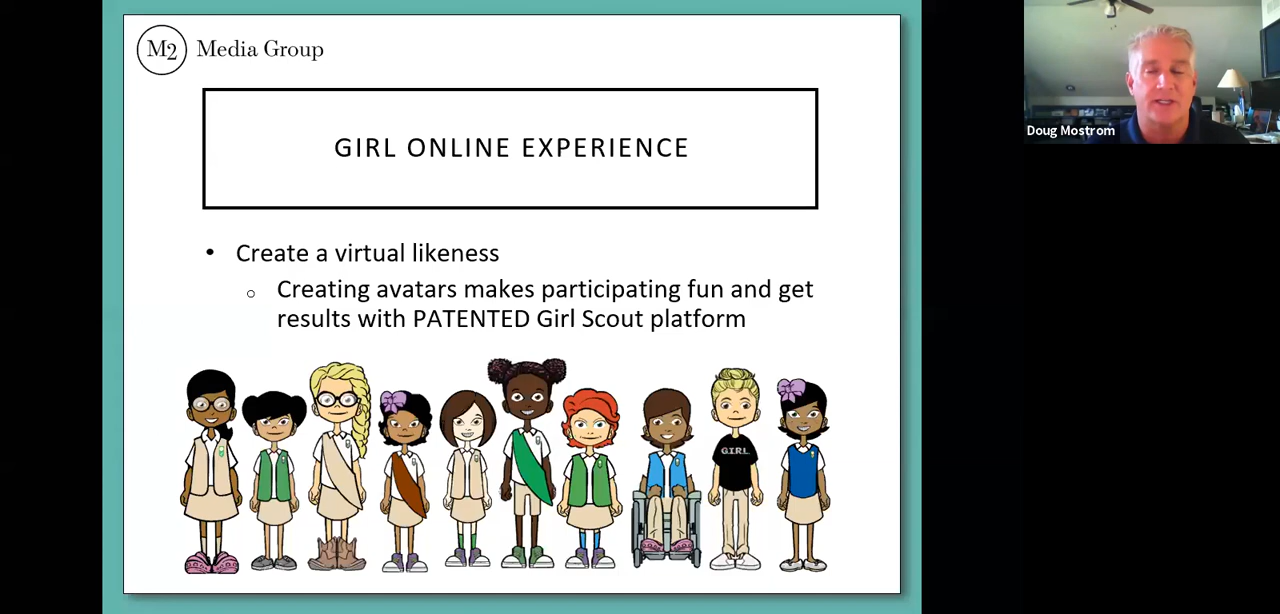 M2 Media Group
GIRL ONLINE EXPERIENCE
• Create a virtual likeness
o Creating avatars makes participating fun and get
results with PATENTED Girl Scout platform
G.I.R.L.
Doug Mostrom